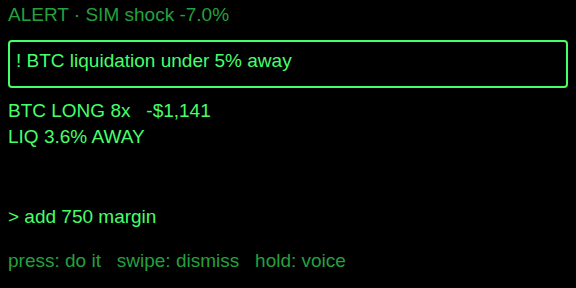 ALERT · SIM shock -7.0%
! BTC liquidation under 5% away
BTC LONG 8x -$1,141
LIQ 3.6% AWAY
> add 750 margin
press: do it swipe: dismiss hold: voice